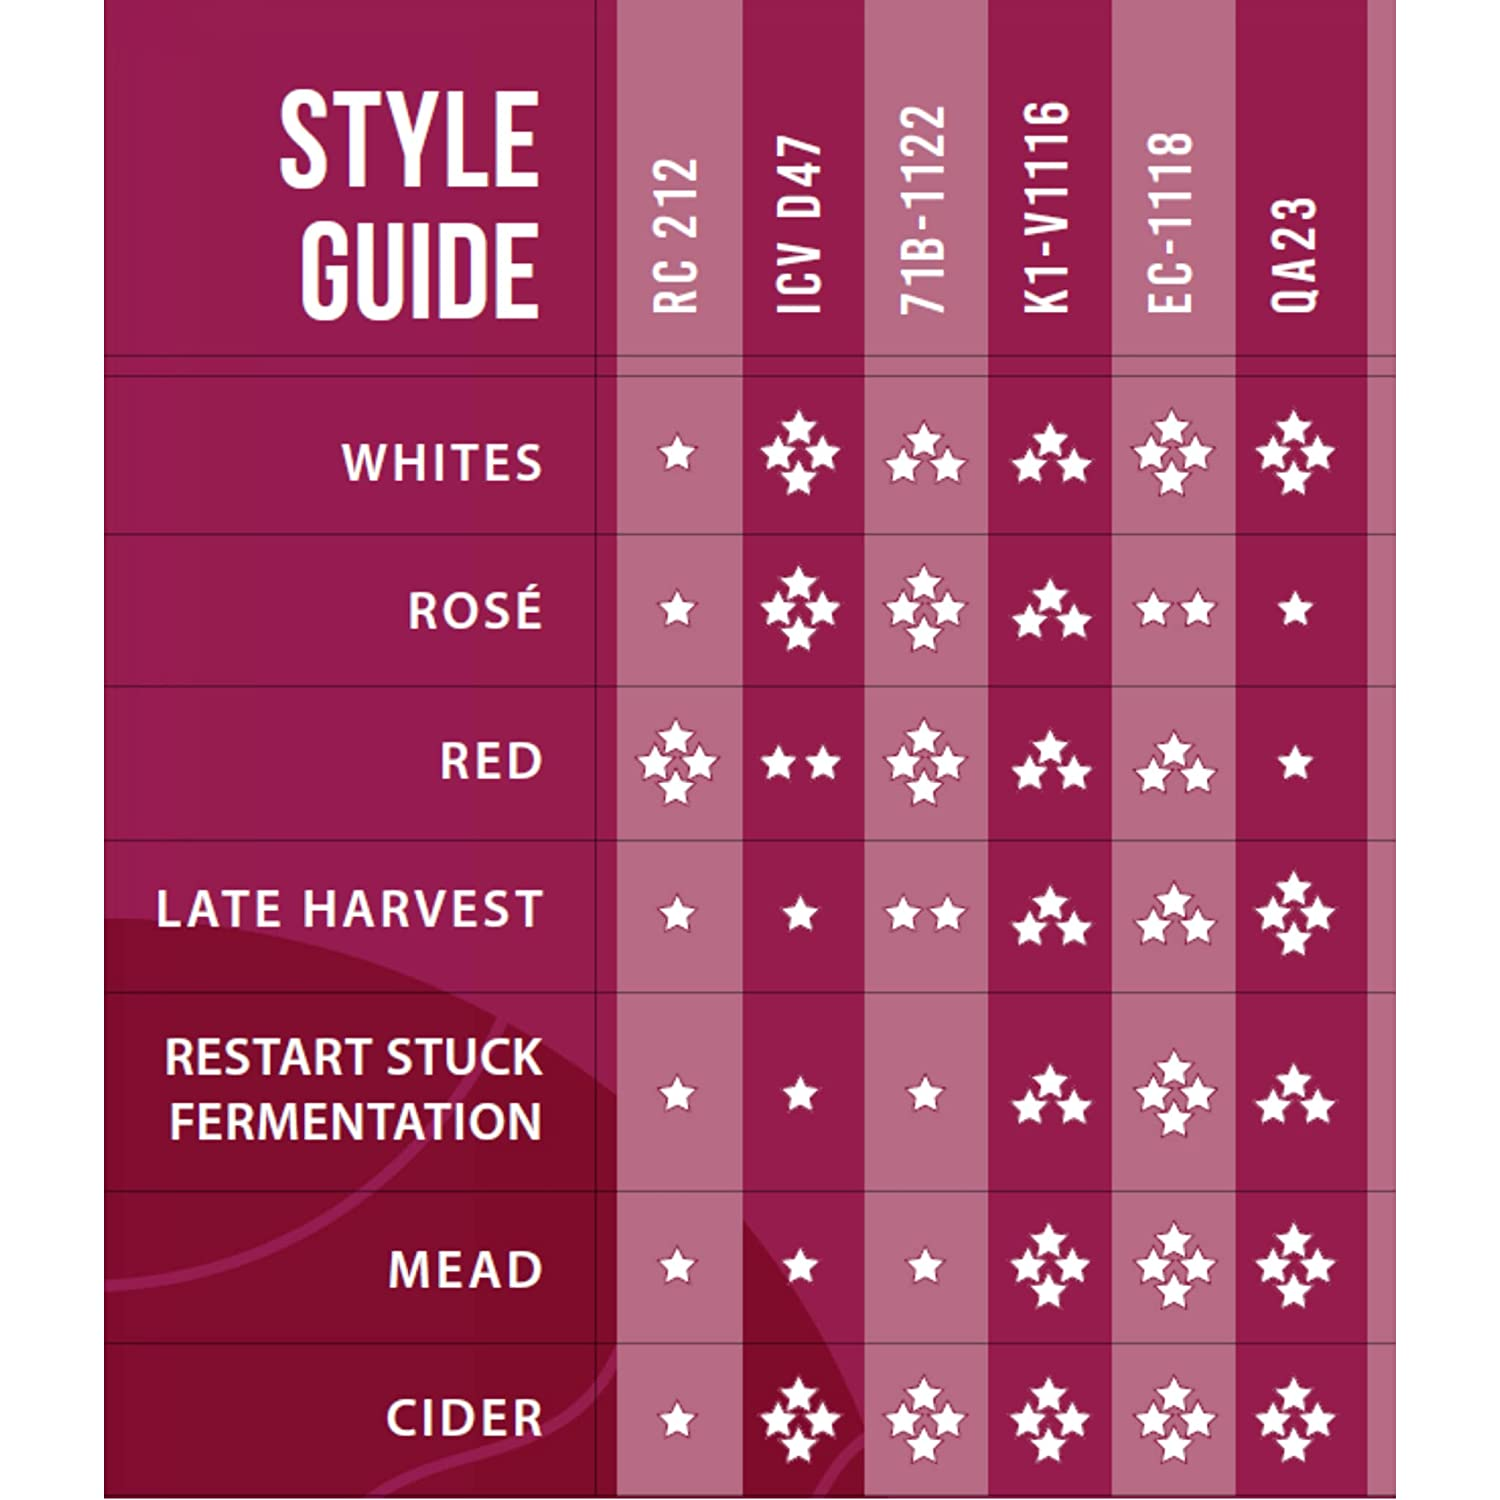 STYLE
GUIDE
RC 212
ICV D47
71B-1122
K1-V1116
EC-1118
QA23
WHITES
ROSÉ
RED
LATE HARVEST
RESTART STUCK
FERMENTATION
MEAD
CIDER